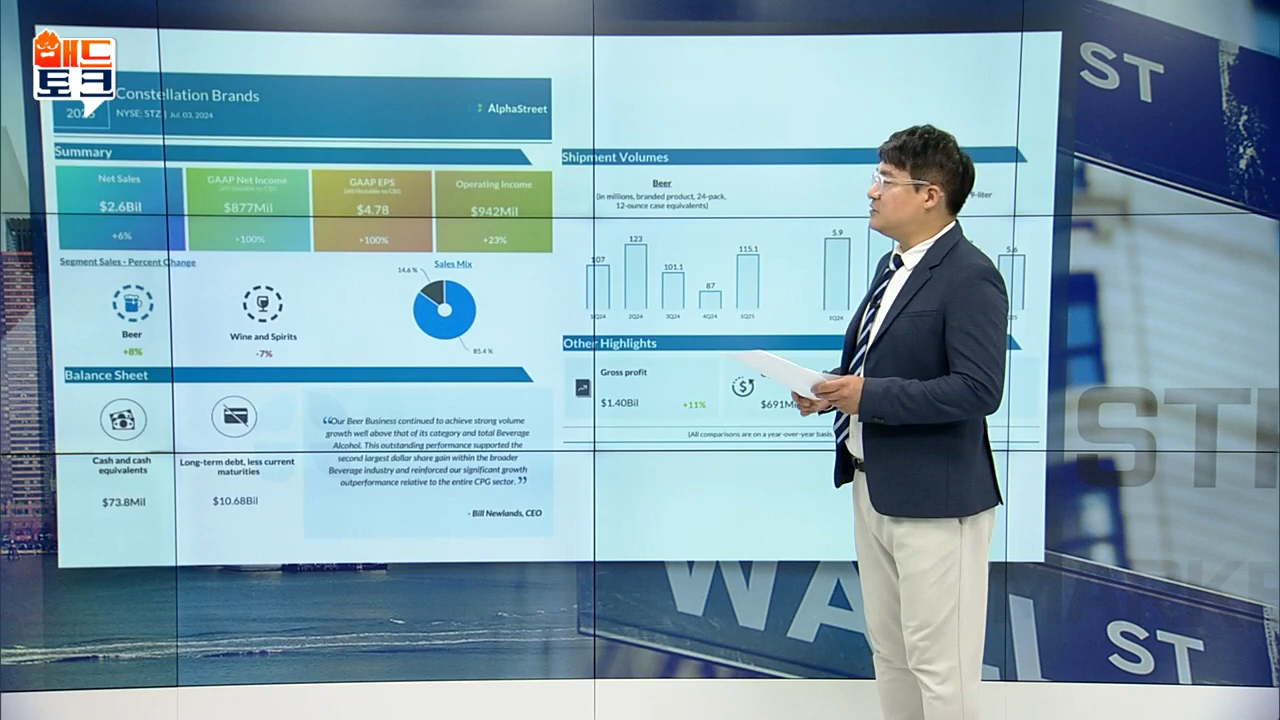 매드
토크
Constellation Brands
NYSE: STZ | Jul. 03, 2024
AlphaStreet
Summary
Net Sales
$2.6Bil
+6%
GAAP Net Income
$877Mil
>100%
GAAP EPS
$4.78
>100%
Operating Income
$942Mil
+23%
Segment Sales - Percent Change
Beer
+8%
Wine and Spirits
-7%
Sales Mix
14.6 %
85.4 %
Balance Sheet
Cash and cash
equivalents
$73.8Mil
Long-term debt, less current
maturities
$10.68Bil
“Our Beer Business continued to achieve strong volume
growth well above that of its category and total Beverage
Alcohol. This outstanding performance supported the
second largest dollar share gain within the broader
Beverage industry and reinforced our significant growth
outperformance relative to the entire CPG sector. ”
- Bill Newlands, CEO
Shipment Volumes
Beer
(in millions, branded product, 24-pack,
12-ounce case equivalents)
9-liter
107
123
101.1
87
115.1
1Q24
2Q24
3Q24
4Q24
1Q25
5.9
1Q24
5.6
Other Highlights
Gross profit
$1.40Bil
+11%
$691Mi
(All comparisons are on a year-over-year basis
ST
WALL
ST